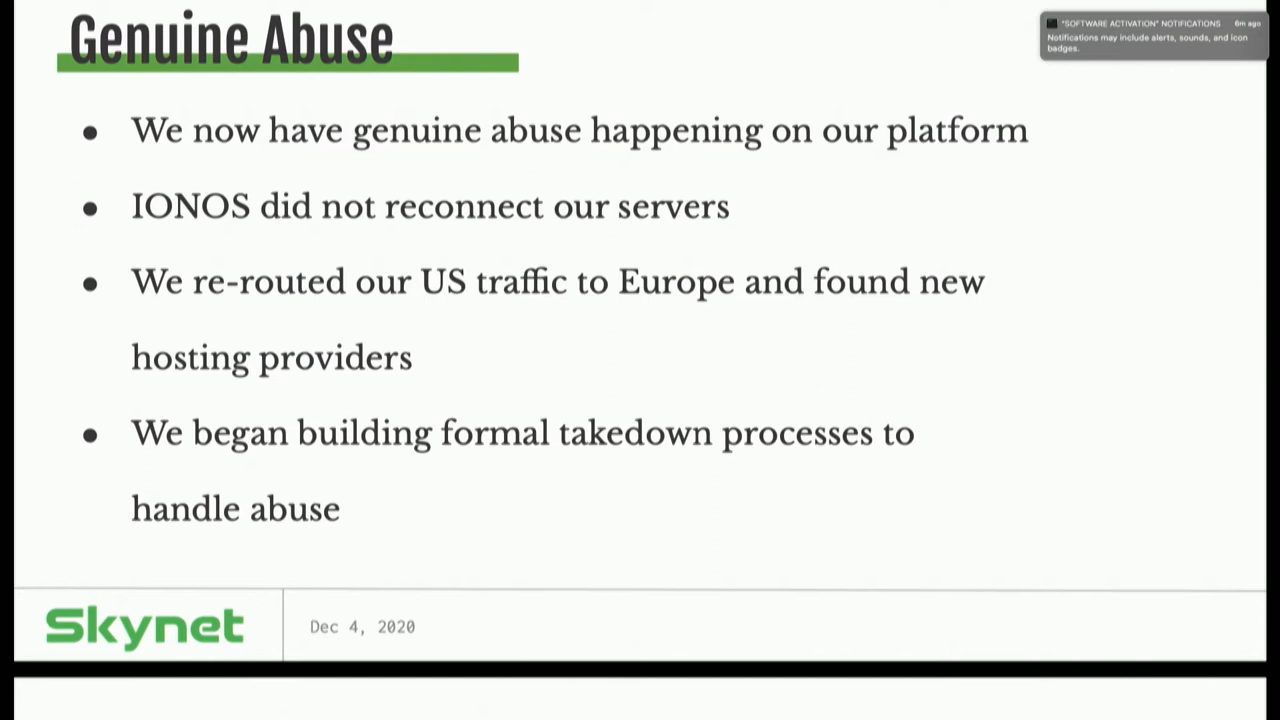 Genuine Abuse
"SOFTWARE ACTIVATION" NOTIFICATIONS 6m ago
Notifications may include alerts, sounds, and icon
badges.
● We now have genuine abuse happening on our platform
● IONOS did not reconnect our servers
● We re-routed our US traffic to Europe and found new
hosting providers
● We began building formal takedown processes to
handle abuse
Skynet
Dec 4, 2020